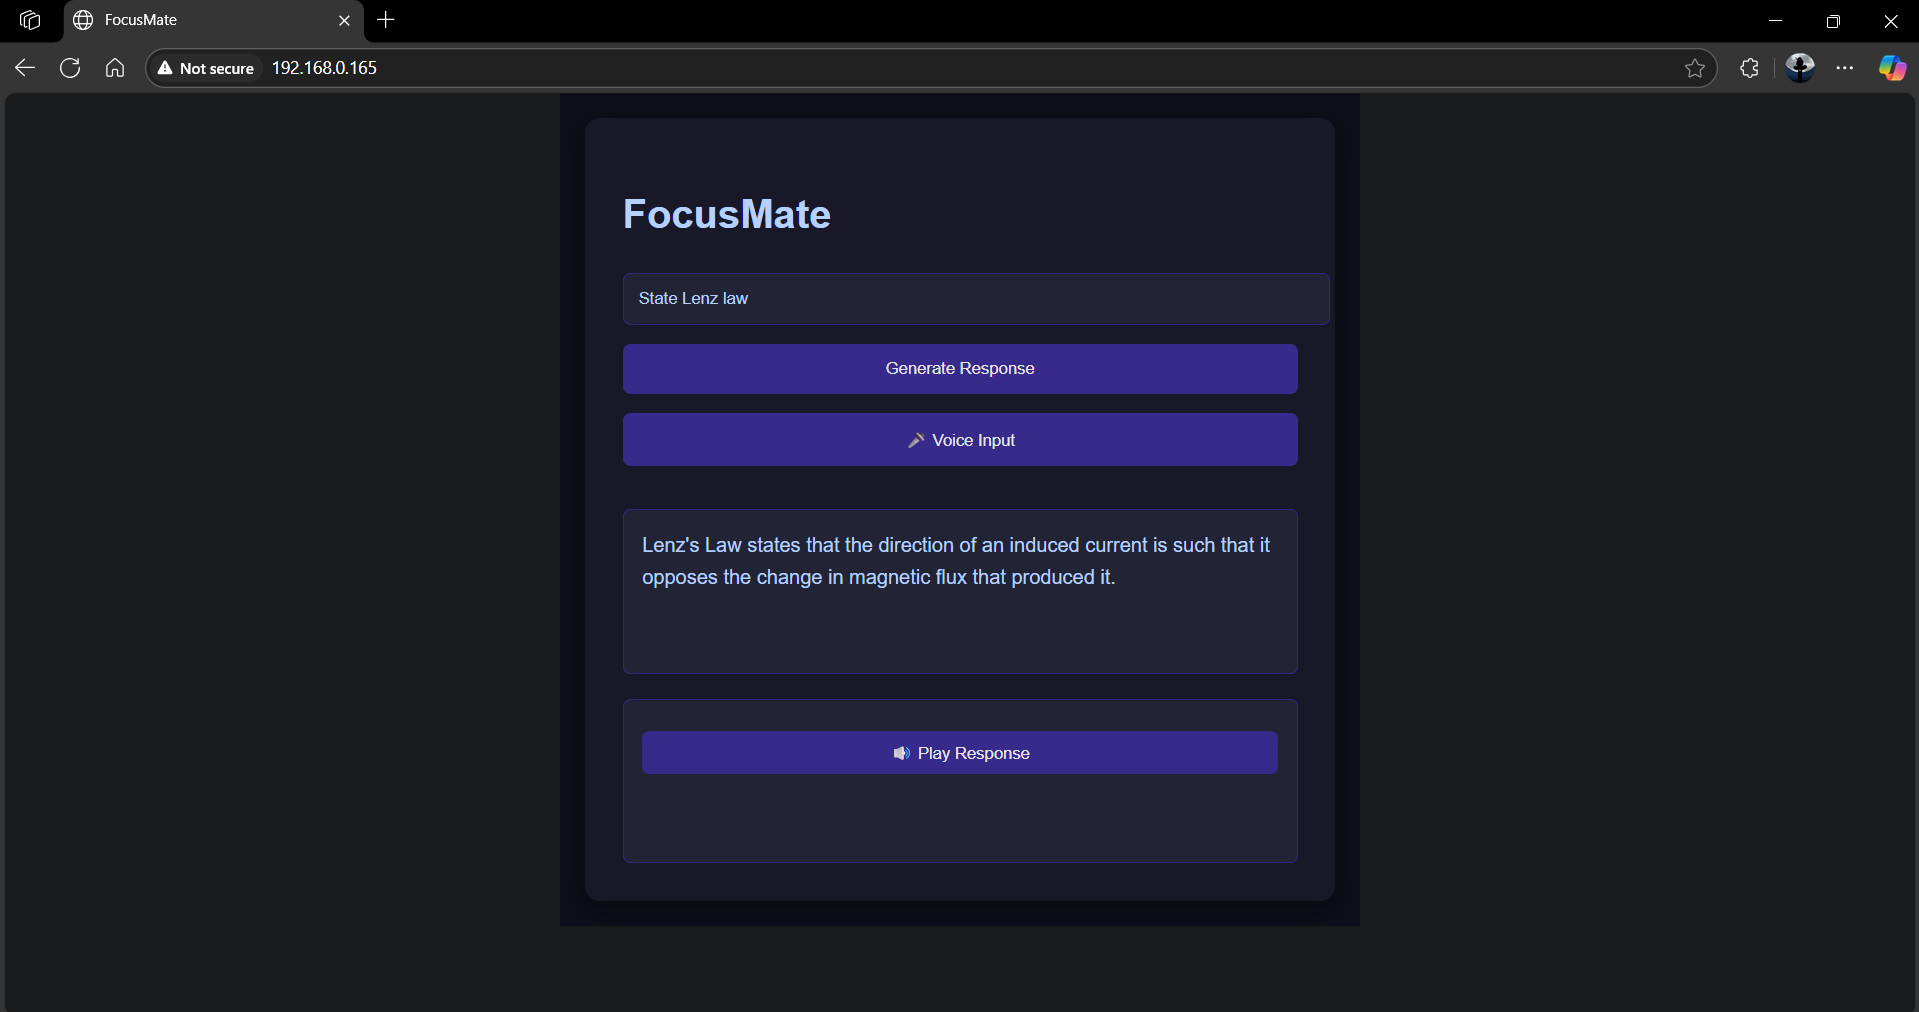 FocusMate
Not secure 192.168.0.165
FocusMate
State Lenz law
Generate Response
Voice Input
Lenz's Law states that the direction of an induced current is such that it
opposes the change in magnetic flux that produced it.
Play Response